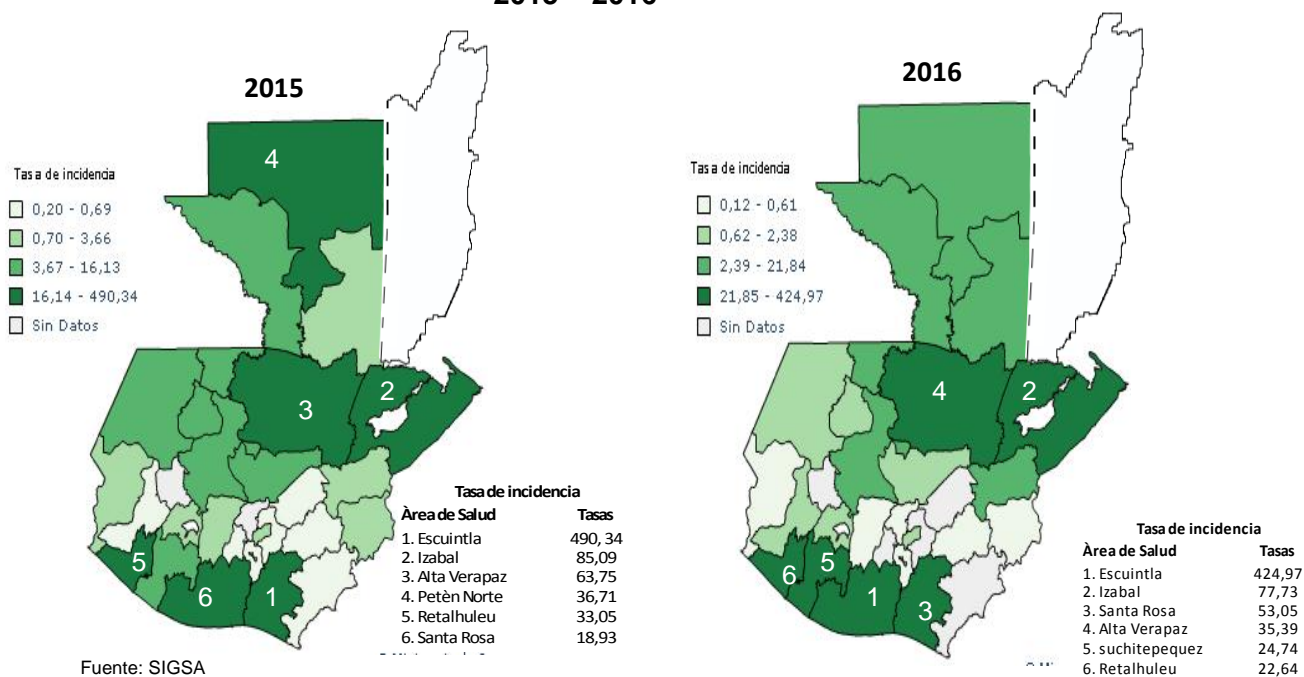 2015
Tasa de incidencia
0,20 - 0,69
0,70 - 3,66
3,67 - 16,13
16,14 - 490,34
Sin Datos
4
2
3
5
6
1
Tasa de incidencia
Àrea de Salud Tasas
1. Escuintla 490, 34
2. Izabal 85,09
3. Alta Verapaz 63,75
4. Petèn Norte 36,71
5. Retalhuleu 33,05
6. Santa Rosa 18,93
Fuente: SIGSA
2016
Tasa de incidencia
0,12 - 0,61
0,62 - 2,38
2,39 - 21,84
21,85 - 424,97
Sin Datos
4
2
6
5
1
3
Tasa de incidencia
Àrea de Salud Tasas
1. Escuintla 424,97
2. Izabal 77,73
3. Santa Rosa 53,05
4. Alta Verapaz 35,39
5. suchitepequez 24,74
6. Retalhuleu 22,64